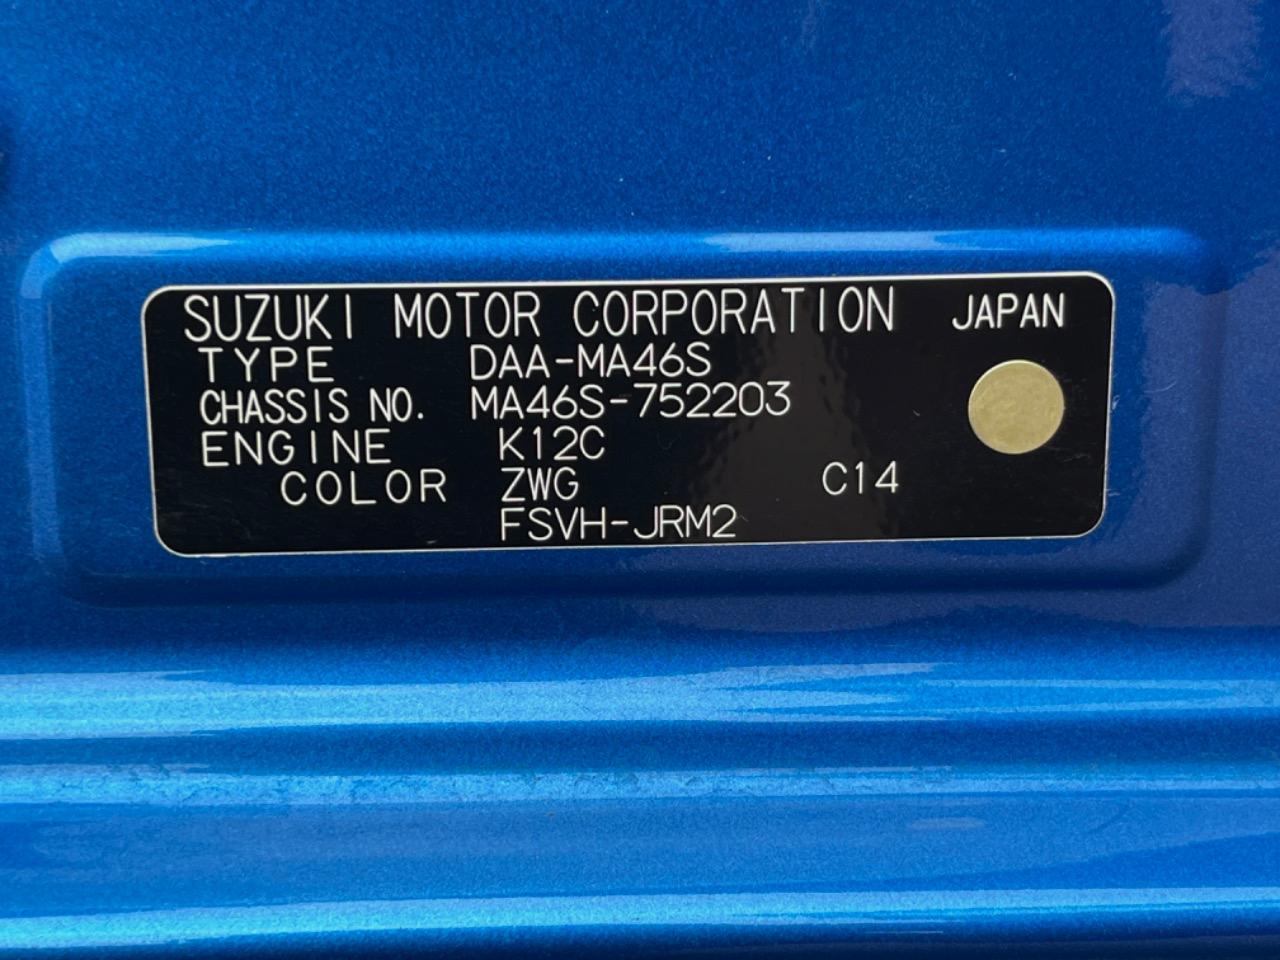 SUZUKI MOTOR CORPORATION JAPAN
TYPE DAA-MA46S
CHASSIS NO. MA46S-752203
ENGINE K12C
COLOR ZWG C14
FSVH-JRM2